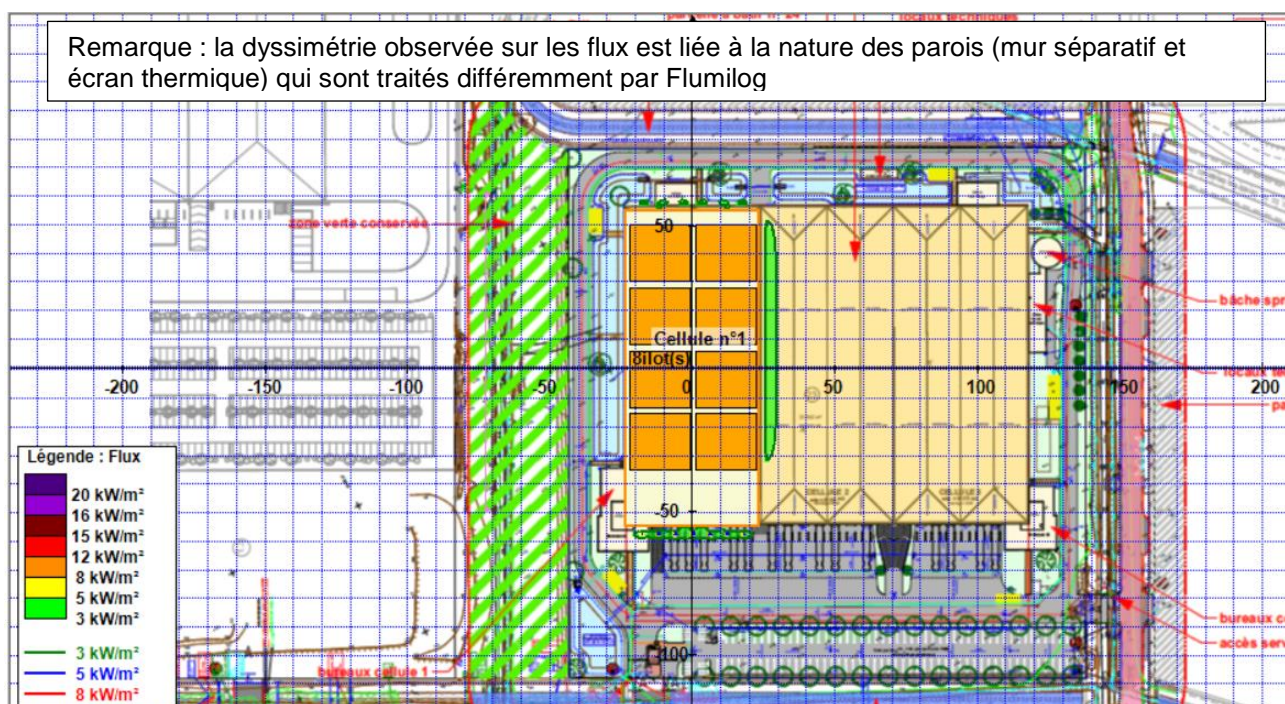 Remarque : la dyssimétrie observée sur les flux est liée à la nature des parois (mur séparatif et
écran thermique) qui sont traités différemment par Flumilog
locaux techniques
zone verte conservée
50
Cellule n°1
8ilot(s)
bâche spr
-200
-150
-100
-50
0
50
100
150
200
locaux tec
pa
Légende : Flux
20 kW/m²
16 kW/m²
15 kW/m²
12 kW/m²
8 kW/m²
5 kW/m²
3 kW/m²
3 kW/m²
5 kW/m²
8 kW/m²
-50
CELLULE 2
bureaux c
accès serv
-100
bureaux cellule 1